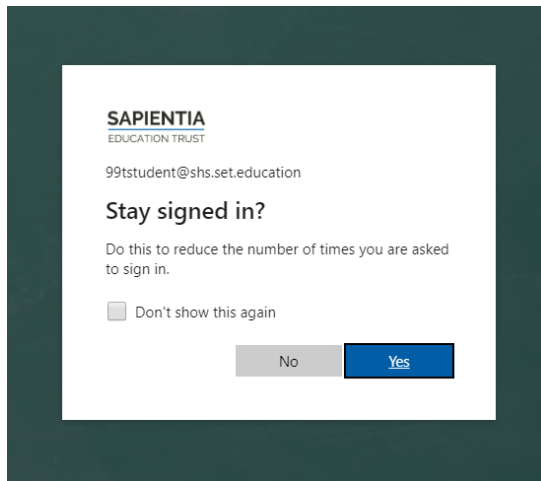 SAPIENTIA
EDUCATION TRUST
99tstudent@shs.set.education
Stay signed in?
Do this to reduce the number of times you are asked
to sign in.
Don't show this again
No
Yes